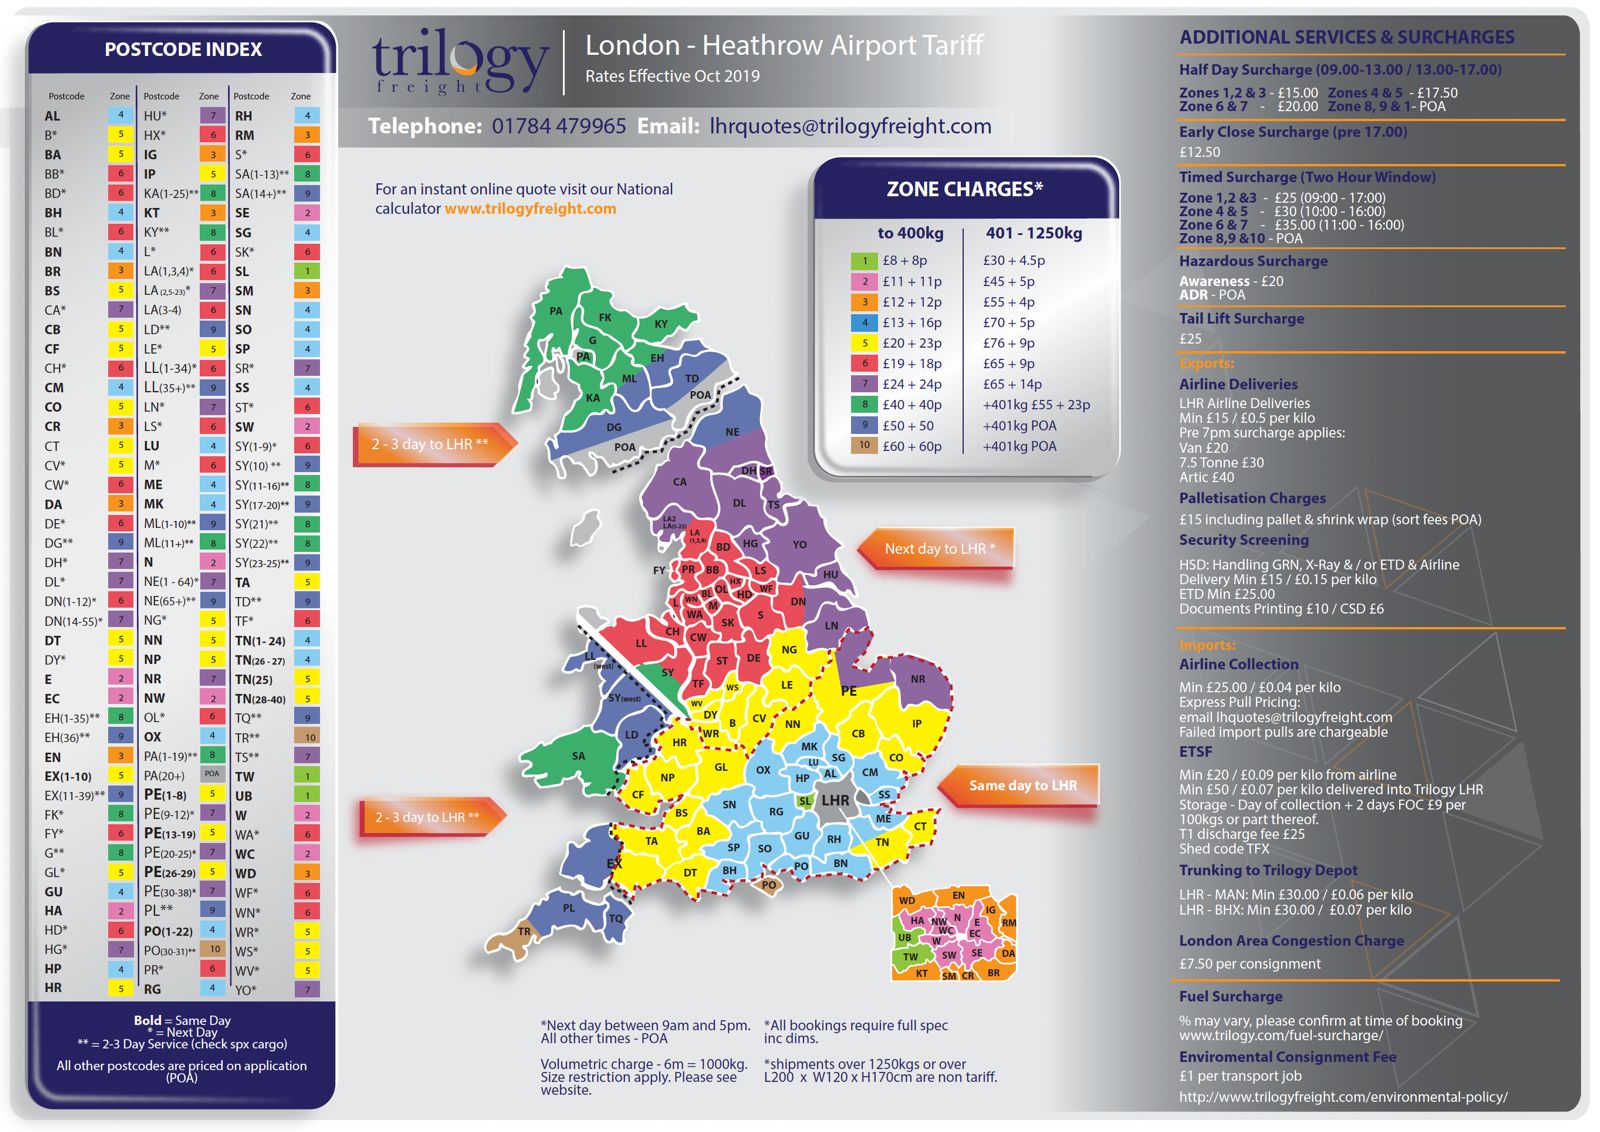 POSTCODE INDEX
Postcode Zone Postcode Zone Postcode Zone
AL 4 HU* 7 RH 4
B* 5 HX* 6 RM 3
BA 5 IG 3 S* 6
BB* 6 IP 5 SA(1-13)** 8
BD* 6 KA(1-25)** 8 SA(14+)** 9
BH 4 KT 3 SE 2
BL* 6 KY** 8 SG 4
BN 4 L* 6 SK* 6
BR 3 LA(1,3,4)* 6 SL 1
BS 5 LA (2,5-23)* 7 SM 3
CA* 7 LA(3-4) 6 SN 4
CB 5 LD** 9 SO 4
CF 5 LE* 5 SP 4
CH* 6 LL(1-34)* 6 SR* 7
CM 4 LL(35+)** 9 SS 4
CO 5 LN* 7 ST* 6
CR 3 LS* 6 SW 2
CT 5 LU 4 SY(1-9)* 6
CV* 5 M* 6 SY(10) ** 9
CW* 6 ME 4 SY(11-16)** 8
DA 3 MK 4 SY(17-20)** 9
DE* 6 ML(1-10)** 9 SY(21)** 8
DG** 9 ML(11+)** 8 SY(22)** 8
DH* 7 N 2 SY(23-25)** 9
DL* 7 NE(1 - 64)* 7 TA 5
DN(1-12)* 6 NE(65+)** 9 TD** 9
DN(14-55)* 7 NG* 5 TF* 6
DT 5 NN 5 TN(1- 24) 4
DY* 5 NP 5 TN(26 - 27) 4
E 2 NR 7 TN(25) 5
EC 2 NW 2 TN(28-40) 5
EH(1-35)** 8 OL* 6 TQ** 9
EH(36)** 9 OX 4 TR** 10
EN 3 PA(1-19)** 8 TS** 7
EX(1-10) 5 PA(20+) POA TW 1
EX(11-39)** 9 PE(1-8) 5 UB 1
FK* 8 PE(9-12)* 7 W 2
FY* 6 PE(13-19) 5 WA* 6
G** 8 PE(20-25)* 7 WC 2
GL* 5 PE(26-29) 5 WD 3
GU 4 PE(30-38)* 7 WF* 6
HA 2 PL** 9 WN* 6
HD* 6 PO(1-22) 4 WR* 5
HG* 7 PO(30-31)** 10 WS* 5
HP 4 PR* 6 WV* 5
HR 5 RG 4 YO* 7
Bold = Same Day
* = Next Day
** = 2-3 Day Service (check spx cargo)
All other postcodes are priced on application
(POA)
trilogy
freight
London - Heathrow Airport Tariff
Rates Effective Oct 2019
Telephone: 01784 479965 Email: lhrquotes@trilogyfreight.com
For an instant online quote visit our National
calculator www.trilogyfreight.com
ZONE CHARGES*
to 400kg 401 - 1250kg
1 £8 + 8p £30 + 4.5p
2 £11 + 11p £45 + 5p
3 £12 + 12p £55 + 4p
4 £13 + 16p £70 + 5p
5 £20 + 23p £76 + 9p
6 £19 + 18p £65 + 9p
7 £24 + 24p £65 + 14p
8 £40 + 40p +401kg £55 + 23p
9 £50 + 50 +401kg POA
10 £60 + 60p +401kg POA
PA FK KY
G
PA EH
ML TD
KA POA
DG
POA
NE
2 - 3 day to LHR **
CA DH SR
DL TS
LA2
LA(5-23)
LA
(1,3,4)
BD HG YO
Next day to LHR *
FY PR BB LS HU
HX WF
BL OL HD
WN
L M DN
WA S LN
SK
CH CW
LL
NG
ST DE
LL
(west)
SY
TF
WS LE PE NR
SY(west)
WV
DY B CV NN IP
LD WR CB
HR
MK
SA CO
LU SG
GL OX AL CM
NP HP
Same day to LHR
CF SL LHR SS
SN
BS RG ME CT
2 - 3 day to LHR **
BA GU RH TN
TA
EX SP SO
DT BH PO BN
PO
PL
TQ
TR
WD EN
IG
HA NW N E RM
WC EC
UB W
TW SW SE DA
KT SM CR BR
*Next day between 9am and 5pm.
All other times - POA
Volumetric charge - 6m = 1000kg.
Size restriction apply. Please see
website.
*All bookings require full spec
inc dims.
*shipments over 1250kgs or over
L200 x W120 x H170cm are non tariff.
ADDITIONAL SERVICES & SURCHARGES
Half Day Surcharge (09.00-13.00 / 13.00-17.00)
Zones 1,2 & 3 - £15.00 Zones 4 & 5 - £17.50
Zone 6 & 7 - £20.00 Zone 8, 9 & 1- POA
Early Close Surcharge (pre 17.00)
£12.50
Timed Surcharge (Two Hour Window)
Zone 1,2 &3 - £25 (09:00 - 17:00)
Zone 4 & 5 - £30 (10:00 - 16:00)
Zone 6 & 7 - £35.00 (11:00 - 16:00)
Zone 8,9 &10 - POA
Hazardous Surcharge
Awareness - £20
ADR - POA
Tail Lift Surcharge
£25
Exports:
Airline Deliveries
LHR Airline Deliveries
Min £15 / £0.5 per kilo
Pre 7pm surcharge applies:
Van £20
7.5 Tonne £30
Artic £40
Palletisation Charges
£15 including pallet & shrink wrap (sort fees POA)
Security Screening
HSD: Handling GRN, X-Ray & / or ETD & Airline
Delivery Min £15 / £0.15 per kilo
ETD Min £25.00
Documents Printing £10 / CSD £6
Imports:
Airline Collection
Min £25.00 / £0.04 per kilo
Express Pull Pricing:
email lhquotes@trilogyfreight.com
Failed import pulls are chargeable
ETSF
Min £20 / £0.09 per kilo from airline
Min £50 / £0.07 per kilo delivered into Trilogy LHR
Storage - Day of collection + 2 days FOC £9 per
100kgs or part thereof.
T1 discharge fee £25
Shed code TFX
Trunking to Trilogy Depot
LHR - MAN: Min £30.00 / £0.06 per kilo
LHR - BHX: Min £30.00 / £0.07 per kilo
London Area Congestion Charge
£7.50 per consignment
Fuel Surcharge
% may vary, please confirm at time of booking
www.trilogy.com/fuel-surcharge/
Enviromental Consignment Fee
£1 per transport job
http://www.trilogyfreight.com/environmental-policy/